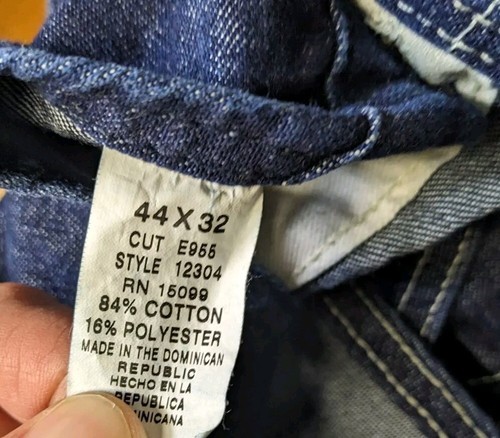 44 X 32
CUT E955
STYLE 12304
RN 15099
84% COTTON
16% POLYESTER
MADE IN THE DOMINICAN
REPUBLIC
HECHO EN LA
REPUBLICA